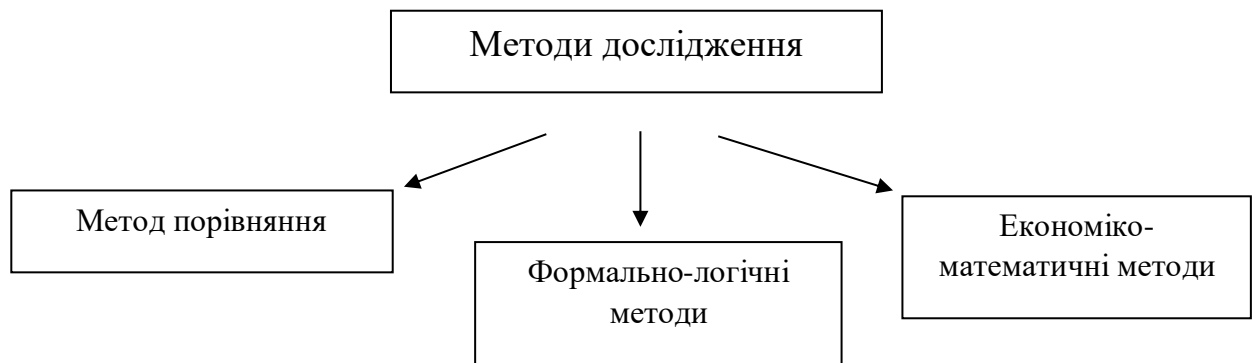 Методи дослідження
Метод порівняння
Формально-логічні
методи
Економіко-
математичні методи